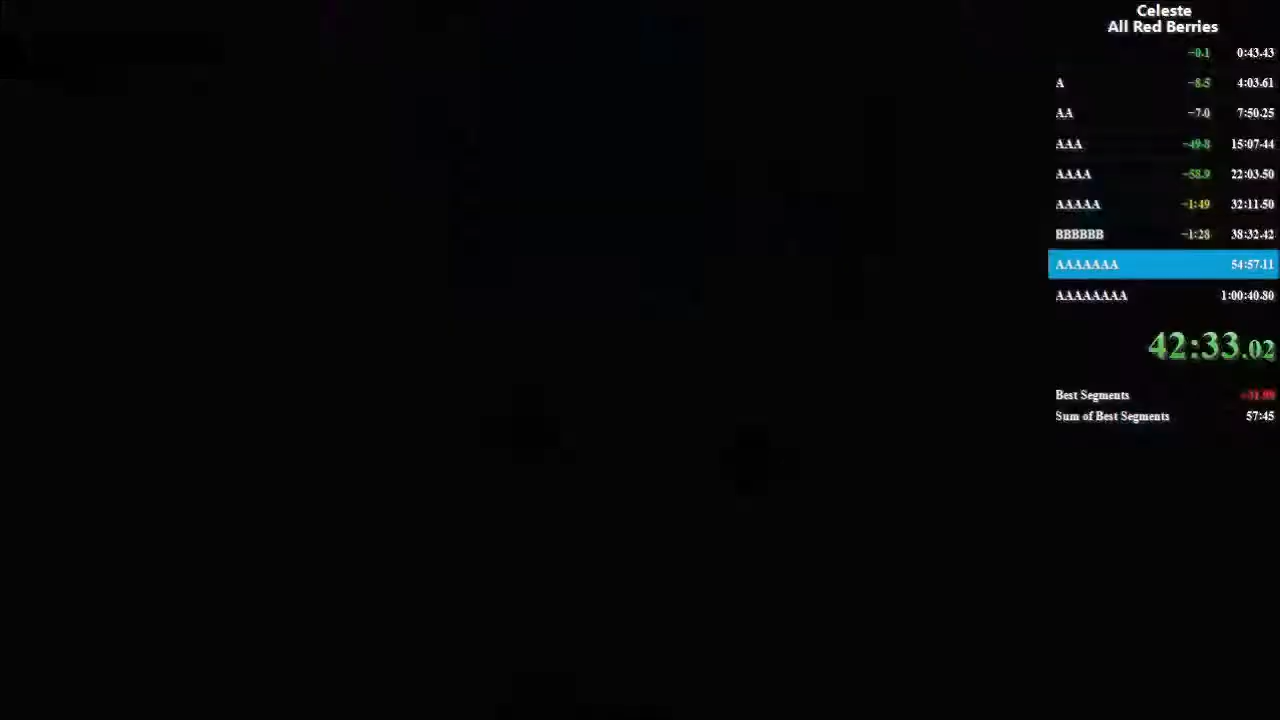 Celeste
All Red Berries
−0.1 0:43.43
A −8.5 4:03.61
AA −7.0 7:50.25
AAA −49.8 15:07.44
AAAA −58.9 22:03.50
AAAAA −1:49 32:11.50
BBBBBB −1:28 38:32.42
AAAAAAA 54:57.11
AAAAAAAA 1:00:40.80
42:33.02
Best Segments
Sum of Best Segments 57:45